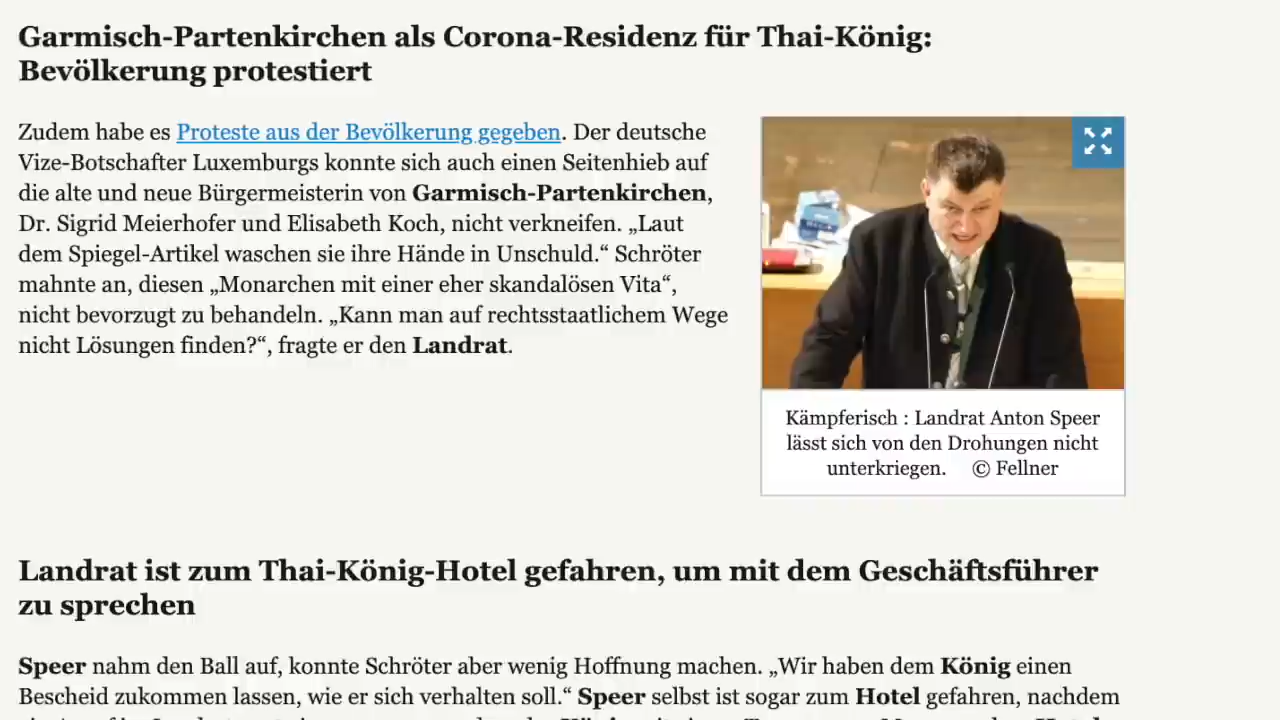 Garmisch-Partenkirchen als Corona-Residenz für Thai-König:
Bevölkerung protestiert
Zudem habe es Proteste aus der Bevölkerung gegeben. Der deutsche
Vize-Botschafter Luxemburgs konnte sich auch einen Seitenhieb auf
die alte und neue Bürgermeisterin von Garmisch-Partenkirchen,
Dr. Sigrid Meierhofer und Elisabeth Koch, nicht verkneifen. „Laut
dem Spiegel-Artikel waschen sie ihre Hände in Unschuld.“ Schröter
mahnte an, diesen „Monarchen mit einer eher skandalösen Vita“,
nicht bevorzugt zu behandeln. „Kann man auf rechtsstaatlichem Wege
nicht Lösungen finden?“, fragte er den Landrat.
Kämpferisch : Landrat Anton Speer
lässt sich von den Drohungen nicht
unterkriegen. © Fellner
Landrat ist zum Thai-König-Hotel gefahren, um mit dem Geschäftsführer
zu sprechen
Speer nahm den Ball auf, konnte Schröter aber wenig Hoffnung machen. „Wir haben dem König einen
Bescheid zukommen lassen, wie er sich verhalten soll.“ Speer selbst ist sogar zum Hotel gefahren, nachdem